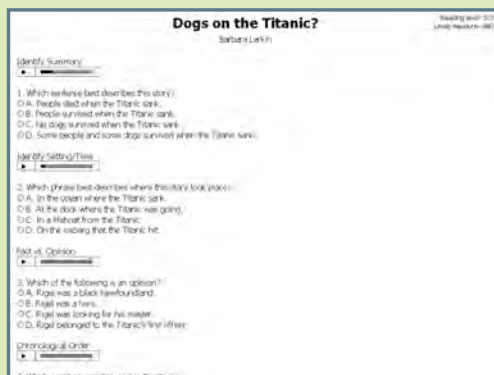 Dogs on the Titanic?
Reading level:
Barbara Larkin
Identify Summary
1. Which sentence best describes this story?
A. People died when the Titanic sank.
B. People survived when the Titanic sank.
C. No dogs survived when the Titanic sank.
D. Some people and some dogs survived when the Titanic sank.
Identify Setting/Time
2. Which phrase best describes where this story took place?
A. In the ocean where the Titanic sank.
B. At the dock where the Titanic was going.
C. In a lifeboat from the Titanic.
D. On the iceberg that the Titanic hit.
Fact vs. Opinion
3. Which of the following is an opinion?
A. Rigel was a black Newfoundland.
B. Rigel was a hero.
C. Rigel was looking for his master.
D. Rigel belonged to the Titanic's first officer.
Chronological Order